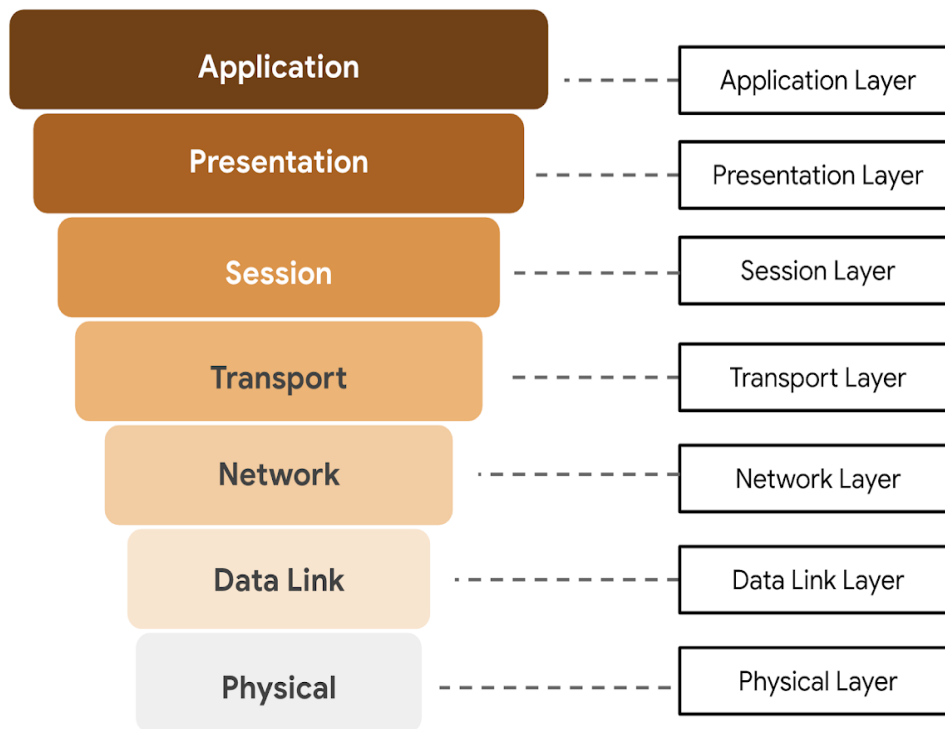 Application
Application Layer
Presentation
Presentation Layer
Session
Session Layer
Transport
Transport Layer
Network
Network Layer
Data Link
Data Link Layer
Physical
Physical Layer